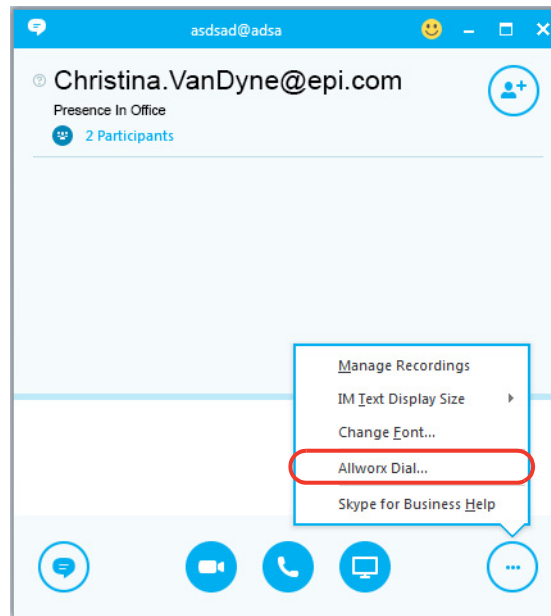 asdsad@adsa
Christina.VanDyne@epi.com
Presence In Office
2 Participants
Manage Recordings
IM Text Display Size
Change Font...
Allworx Dial...
Skype for Business Help